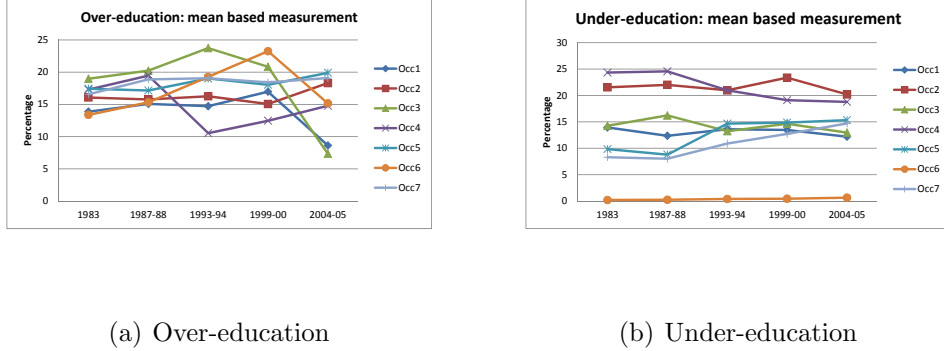 Over-education: mean based measurement
25
20
15
10
5
0
Percentage
1983
1987-88
1993-94
1999-00
2004-05
Occ1
Occ2
Occ3
Occ4
Occ5
Occ6
Occ7
(a) Over-education
Under-education: mean based measurement
30
25
20
15
10
5
0
Percentage
1983
1987-88
1993-94
1999-00
2004-05
Occ1
Occ2
Occ3
Occ4
Occ5
Occ6
Occ7
(b) Under-education